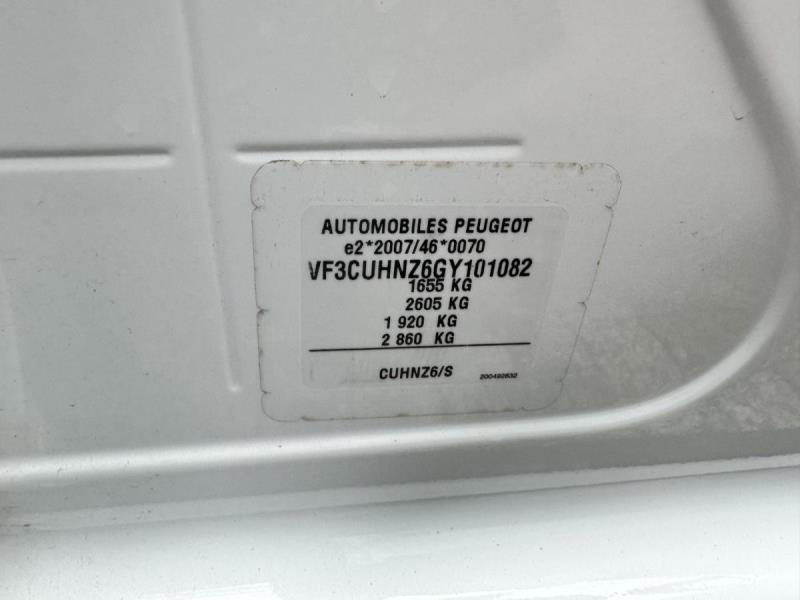 AUTOMOBILES PEUGEOT
e2*2007/46*0070
VF3CUHNZ6GY101082
1655 KG
2605 KG
1 920 KG
2 860 KG
CUHNZ6/S 200492632